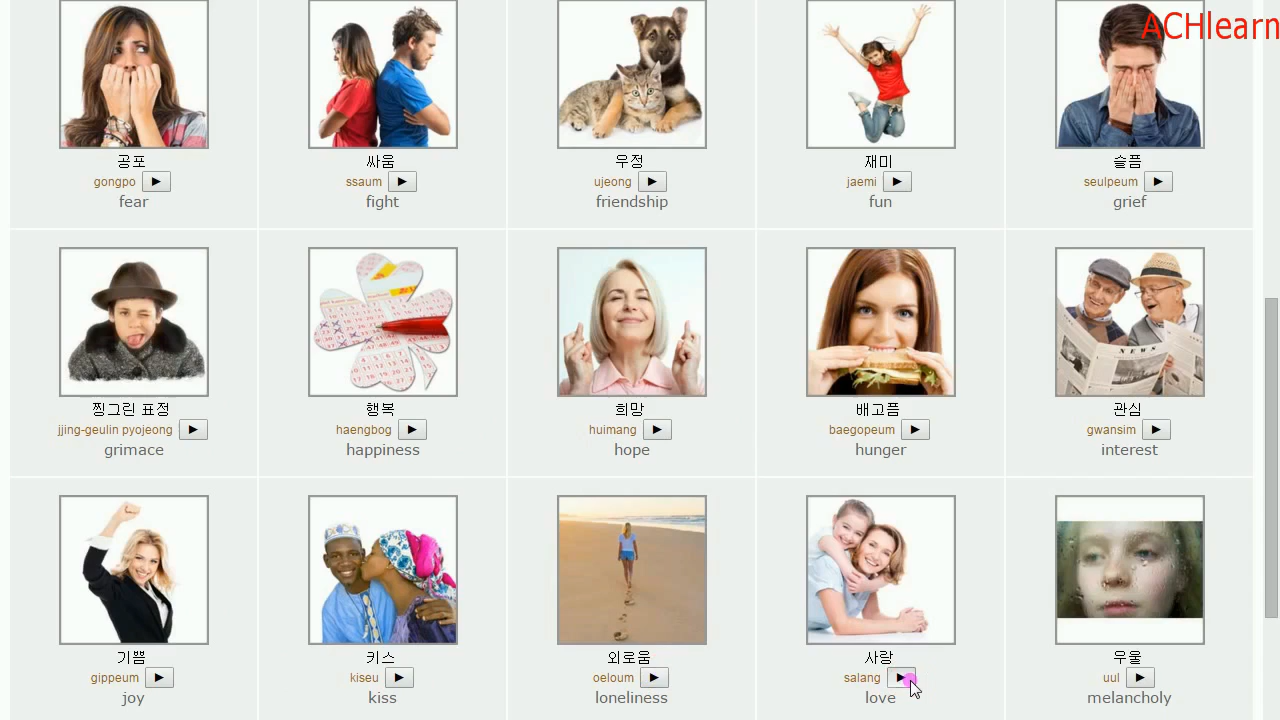 ACHlearn
공포
gongpo
fear
싸움
ssaum
fight
우정
ujeong
friendship
재미
jaemi
fun
슬픔
seulpeum
grief
찡그린 표정
jjing-geulin pyojeong
grimace
행복
haengbog
happiness
희망
huimang
hope
배고픔
baegopeum
hunger
NEWS
관심
gwansim
interest
기쁨
gippeum
joy
키스
kiseu
kiss
외로움
oeloum
loneliness
사랑
salang
love
우울
uul
melancholy